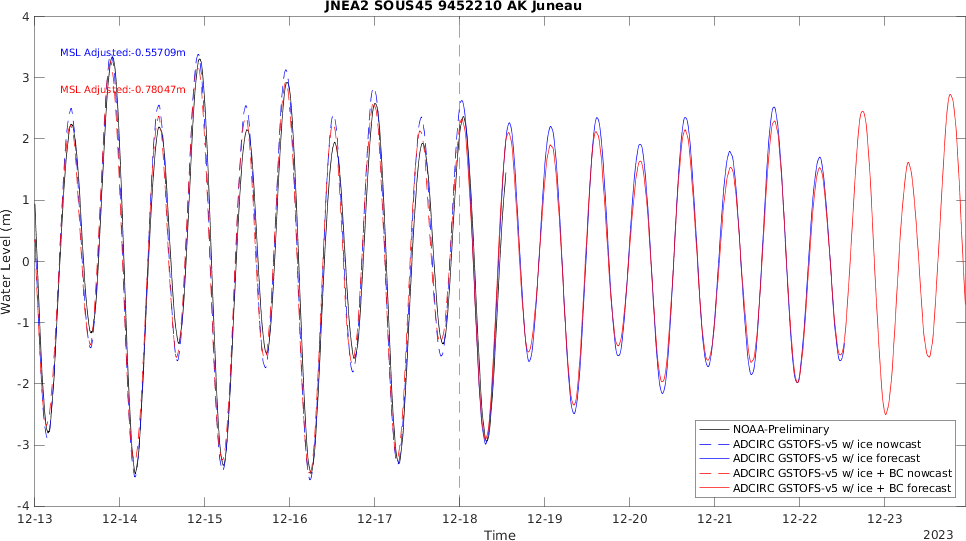 JNEA2 SOUS45 9452210 AK Juneau
MSL Adjusted:-0.55709m
MSL Adjusted:-0.78047m
Water Level (m)
4
3
2
1
0
-1
-2
-3
-4
NOAA-Preliminary
ADCIRC GSTOFS-v5 w/ ice nowcast
ADCIRC GSTOFS-v5 w/ ice forecast
ADCIRC GSTOFS-v5 w/ ice + BC nowcast
ADCIRC GSTOFS-v5 w/ ice + BC forecast
12-13 12-14 12-15 12-16 12-17 12-18 12-19 12-20 12-21 12-22 12-23
Time
2023